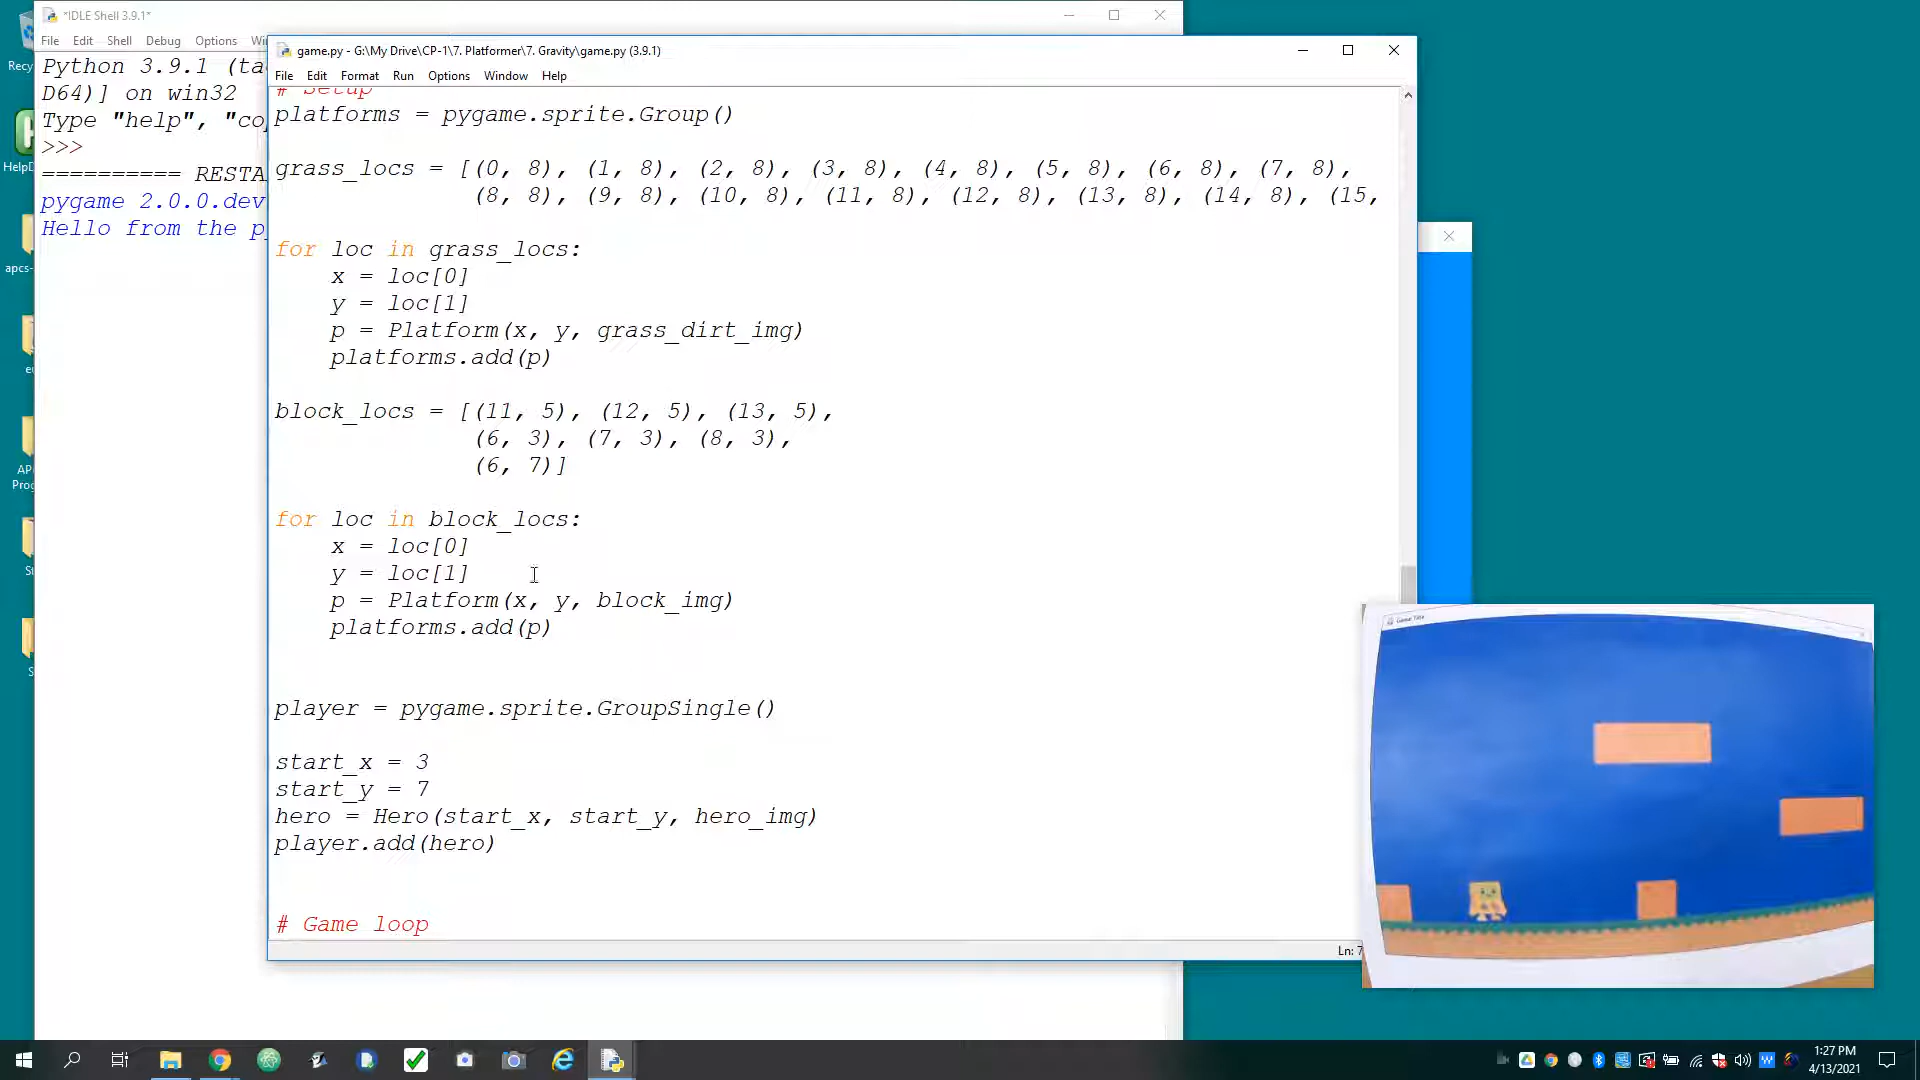 *IDLE Shell 3.9.1*
File Edit Shell Debug Options
Python 3.9.1
D64)] on win32
Type "help",
>>>
==========
pygame 2.0.0.dev
Hello from the
game.py - G:\My Drive\CP-1\7. Platformer\7. Gravity\game.py (3.9.1)
File Edit Format Run Options Window Help
# Setup
platforms = pygame.sprite.Group()
grass_locs = [(0, 8), (1, 8), (2, 8), (3, 8), (4, 8), (5, 8), (6, 8), (7, 8),
(8, 8), (9, 8), (10, 8), (11, 8), (12, 8), (13, 8), (14, 8), (15,
for loc in grass_locs:
x = loc[0]
y = loc[1]
p = Platform(x, y, grass_dirt_img)
platforms.add(p)
block_locs = [(11, 5), (12, 5), (13, 5),
(6, 3), (7, 3), (8, 3),
(6, 7)]
for loc in block_locs:
x = loc[0]
y = loc[1]
p = Platform(x, y, block_img)
platforms.add(p)
player = pygame.sprite.GroupSingle()
start_x = 3
start_y = 7
hero = Hero(start_x, start_y, hero_img)
player.add(hero)
# Game loop
Game Title
1:27 PM
4/13/2021